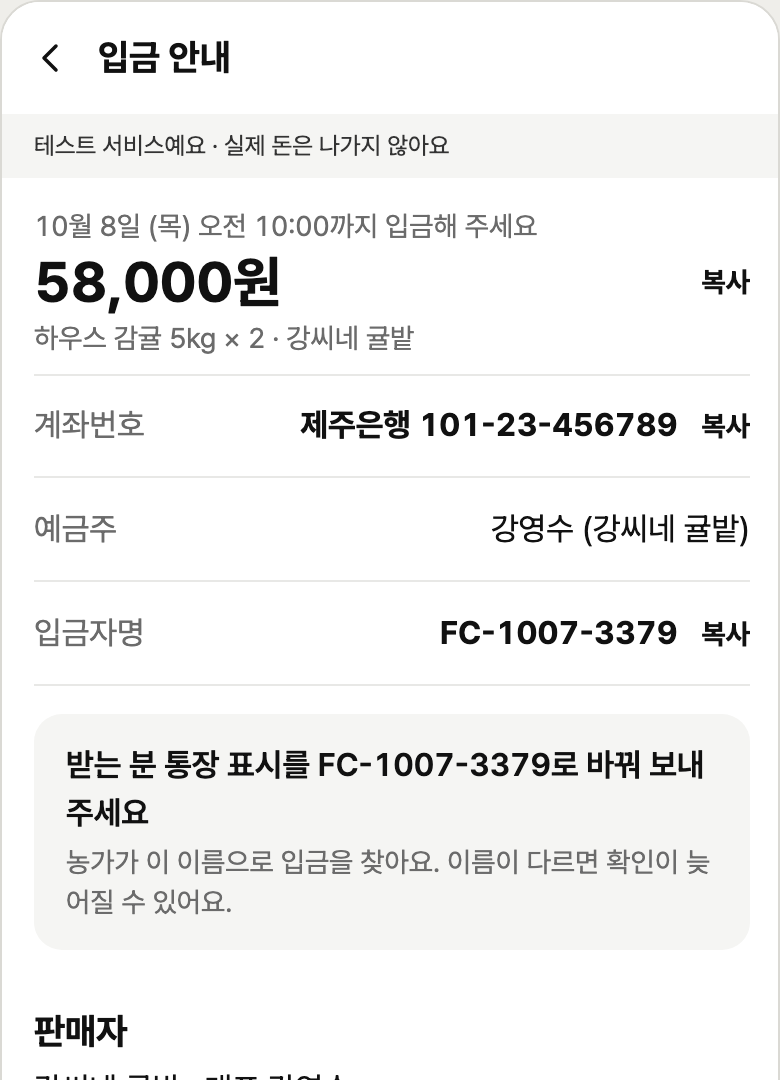 입금 안내
테스트 서비스예요 · 실제 돈은 나가지 않아요
10월 8일 (목) 오전 10:00까지 입금해 주세요
58,000원 복사
하우스 감귤 5kg × 2 · 강씨네 귤밭
계좌번호 제주은행 101-23-456789 복사
예금주 강영수 (강씨네 귤밭)
입금자명 FC-1007-3379 복사
받는 분 통장 표시를 FC-1007-3379로 바꿔 보내
주세요
농가가 이 이름으로 입금을 찾아요. 이름이 다르면 확인이 늦
어질 수 있어요.
판매자